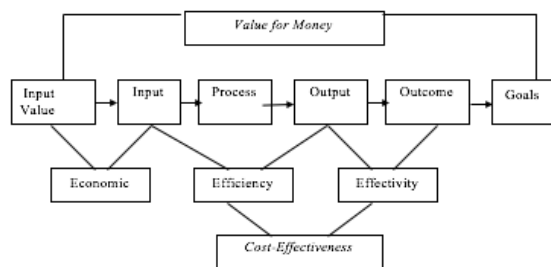 Value for Money
Input
Value
Input
Process
Output
Outcome
Goals
Economic
Efficiency
Effectivity
Cost-Effectiveness